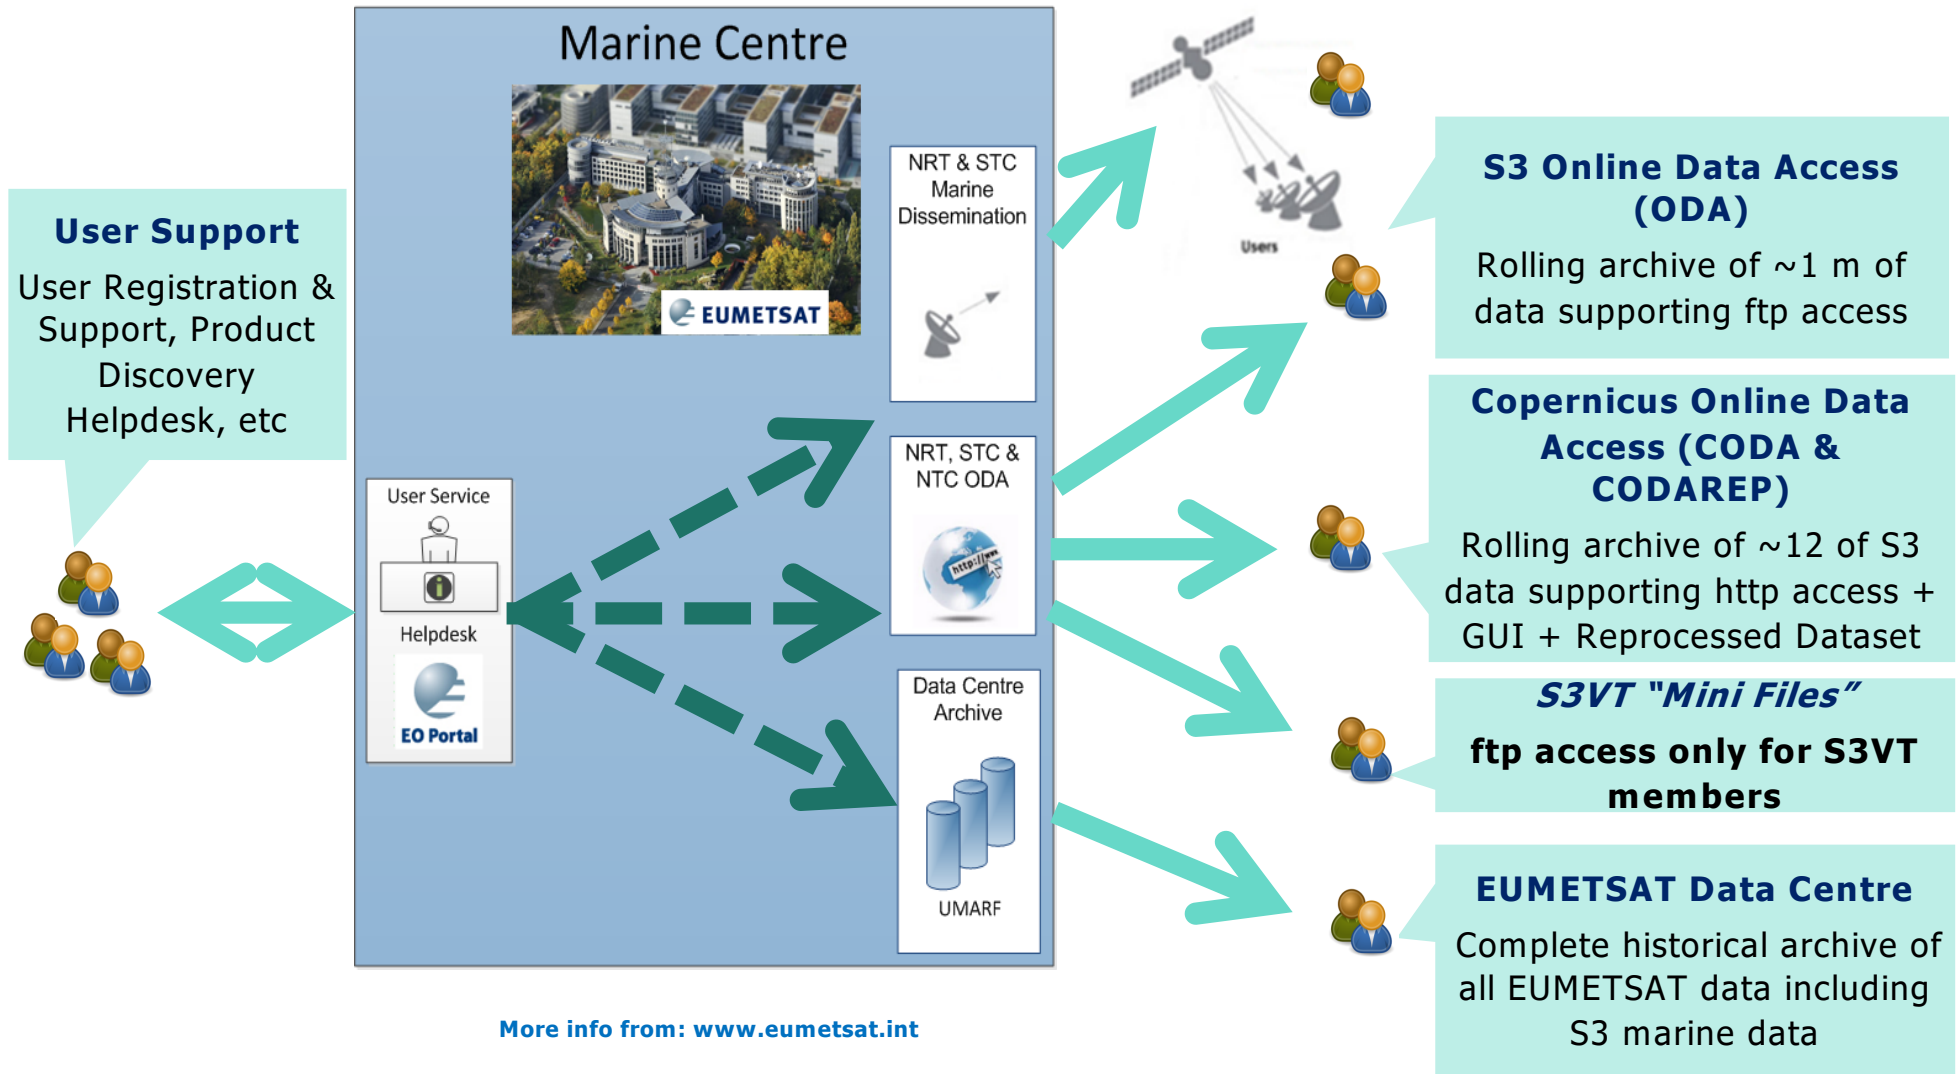 Marine Centre
EUMETSAT
User Support
User Registration &
Support, Product
Discovery
Helpdesk, etc
User Service
i
Helpdesk
EO Portal
NRT & STC
Marine
Dissemination
NRT, STC &
NTC ODA
http://www
Data Centre
Archive
UMARF
Users
S3 Online Data Access
(ODA)
Rolling archive of ~1 m of
data supporting ftp access
Copernicus Online Data
Access (CODA &
CODAREP)
Rolling archive of ~12 of S3
data supporting http access +
GUI + Reprocessed Dataset
S3VT “Mini Files”
ftp access only for S3VT
members
EUMETSAT Data Centre
Complete historical archive of
all EUMETSAT data including
S3 marine data
More info from: www.eumetsat.int